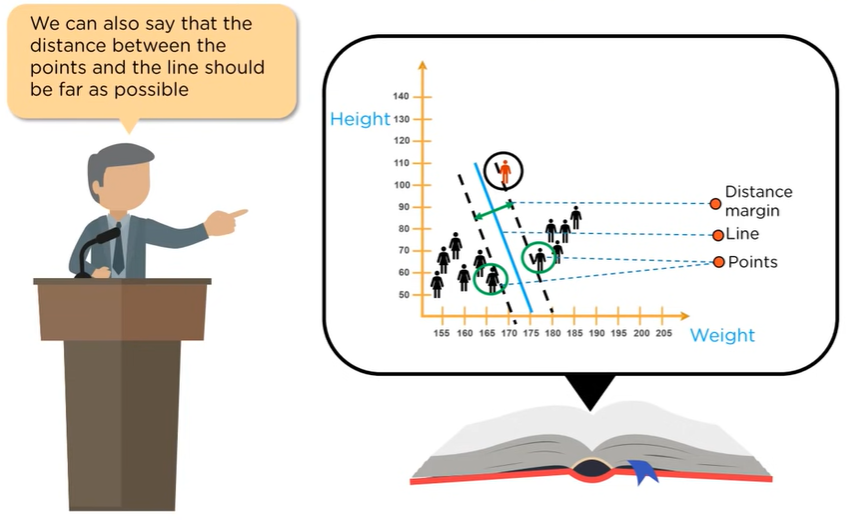 We can also say that the
distance between the
points and the line should
be far as possible
Height
140
130
120
110
100
90
80
70
60
50
155 160 165 170 175 180 185 190 195 200 205
Weight
Distance
margin
Line
Points